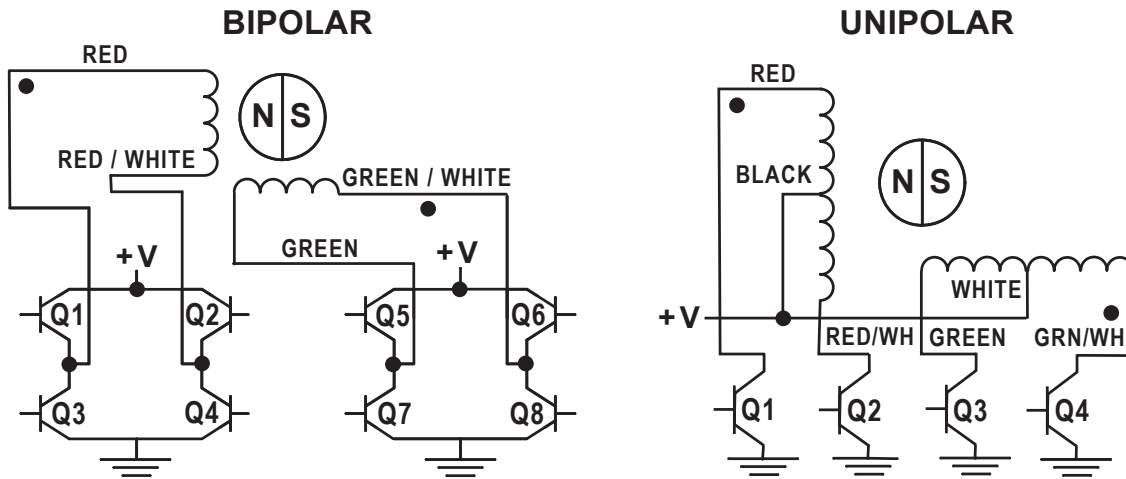 BIPOLAR
RED
N S
RED / WHITE
GREEN / WHITE
GREEN
+V
+V
Q1
Q2
Q5
Q6
Q3
Q4
Q7
Q8
UNIPOLAR
RED
BLACK
N S
WHITE
+V
RED/WH
GREEN
GRN/WH
Q1
Q2
Q3
Q4